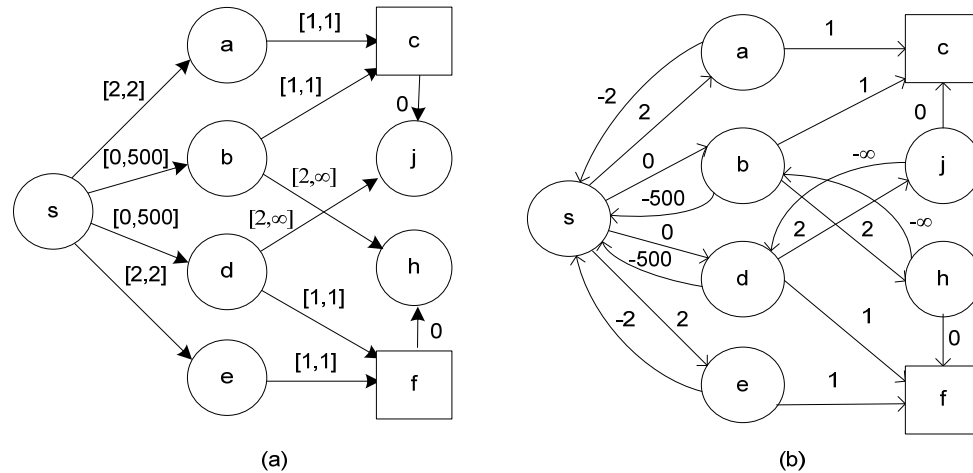 [1,1]
a
c
[2,2]
[1,1]
0
[0,500]
b
j
[2,∞]
s
[0,500]
[2,∞]
d
h
[2,2]
[1,1]
0
e
[1,1]
f
(a)
1
a
c
-2
1
2
0
0
b
-∞
j
-500
s
0
2
2
-∞
-500
d
h
-2
2
1
0
e
1
f
(b)